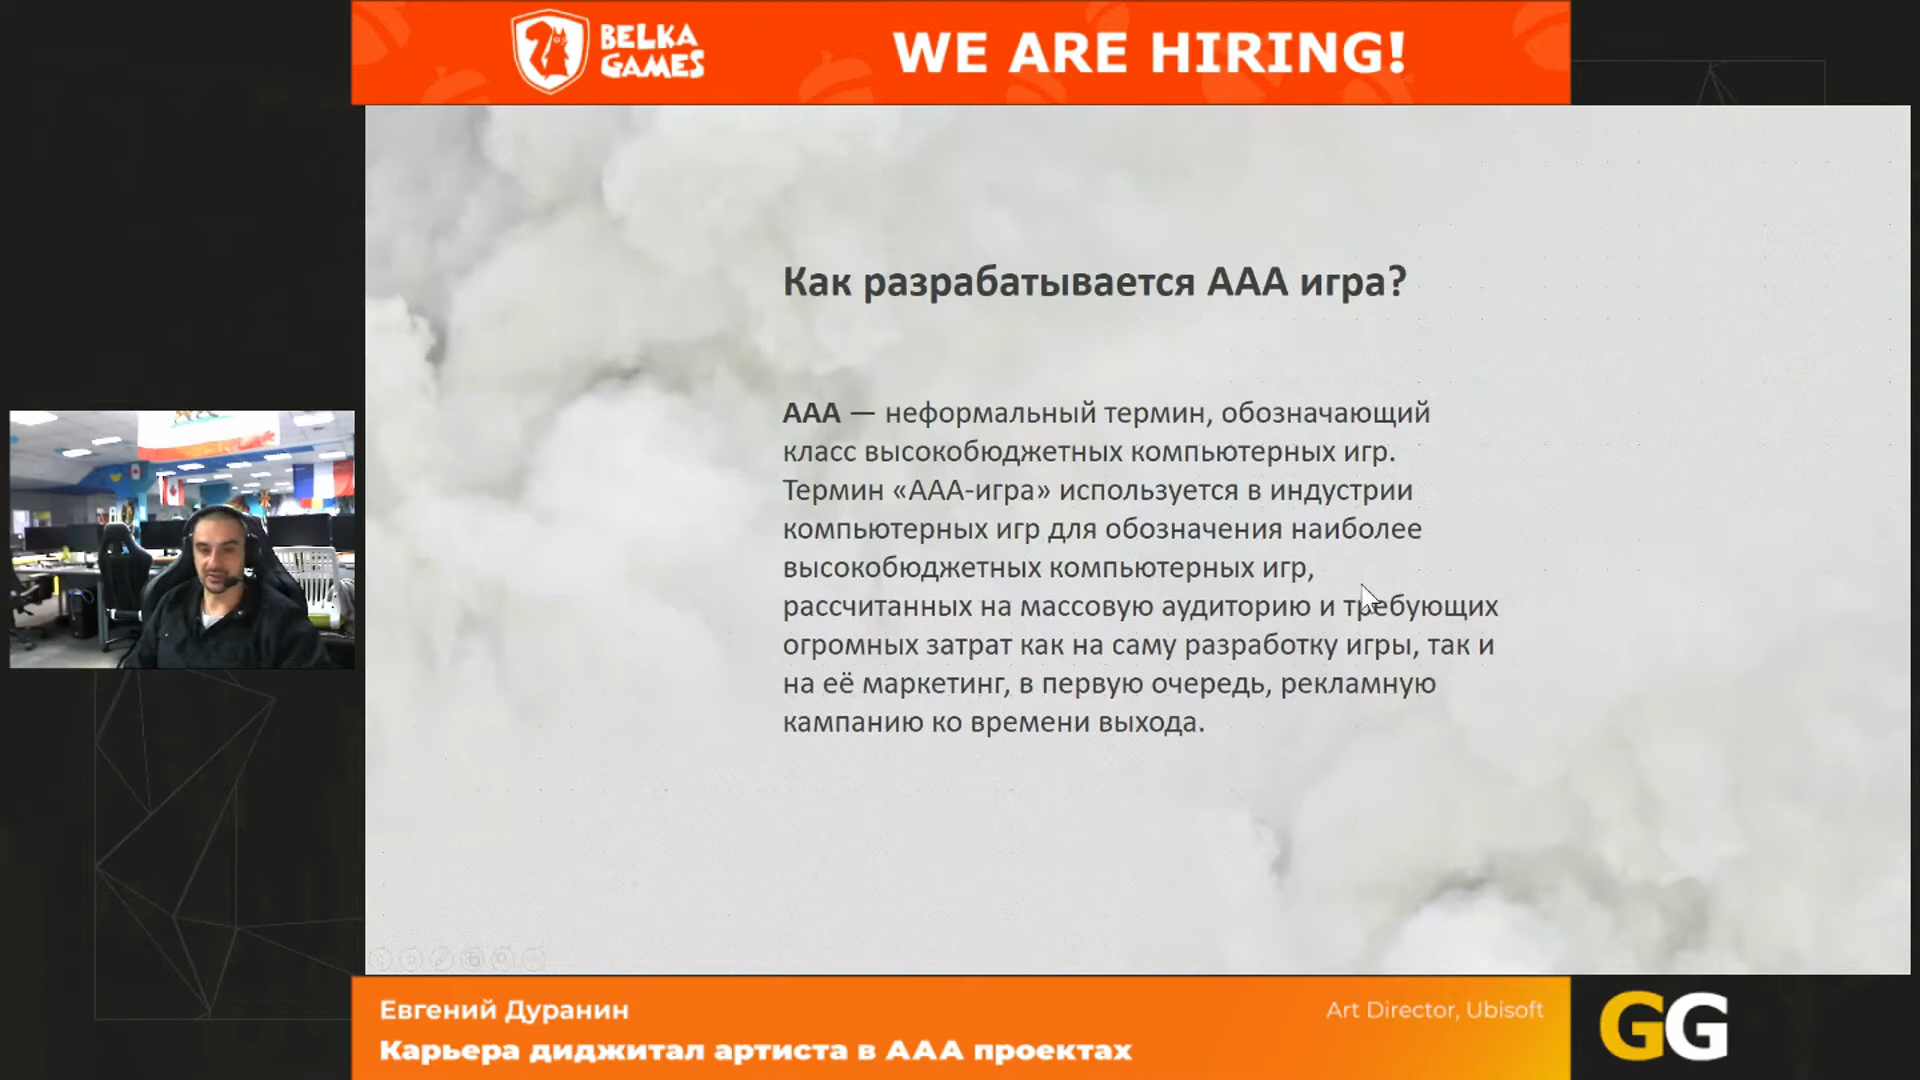 BELKA
GAMES
WE ARE HIRING!
Как разрабатывается ААА игра?
ААА — неформальный термин, обозначающий
класс высокобюджетных компьютерных игр.
Термин «ААА-игра» используется в индустрии
компьютерных игр для обозначения наиболее
высокобюджетных компьютерных игр,
рассчитанных на массовую аудиторию и требующих
огромных затрат как на саму разработку игры, так и
на её маркетинг, в первую очередь, рекламную
кампанию ко времени выхода.
Евгений Дуранин
Art Director, Ubisoft
Карьера диджитал артиста в ААА проектах
GG